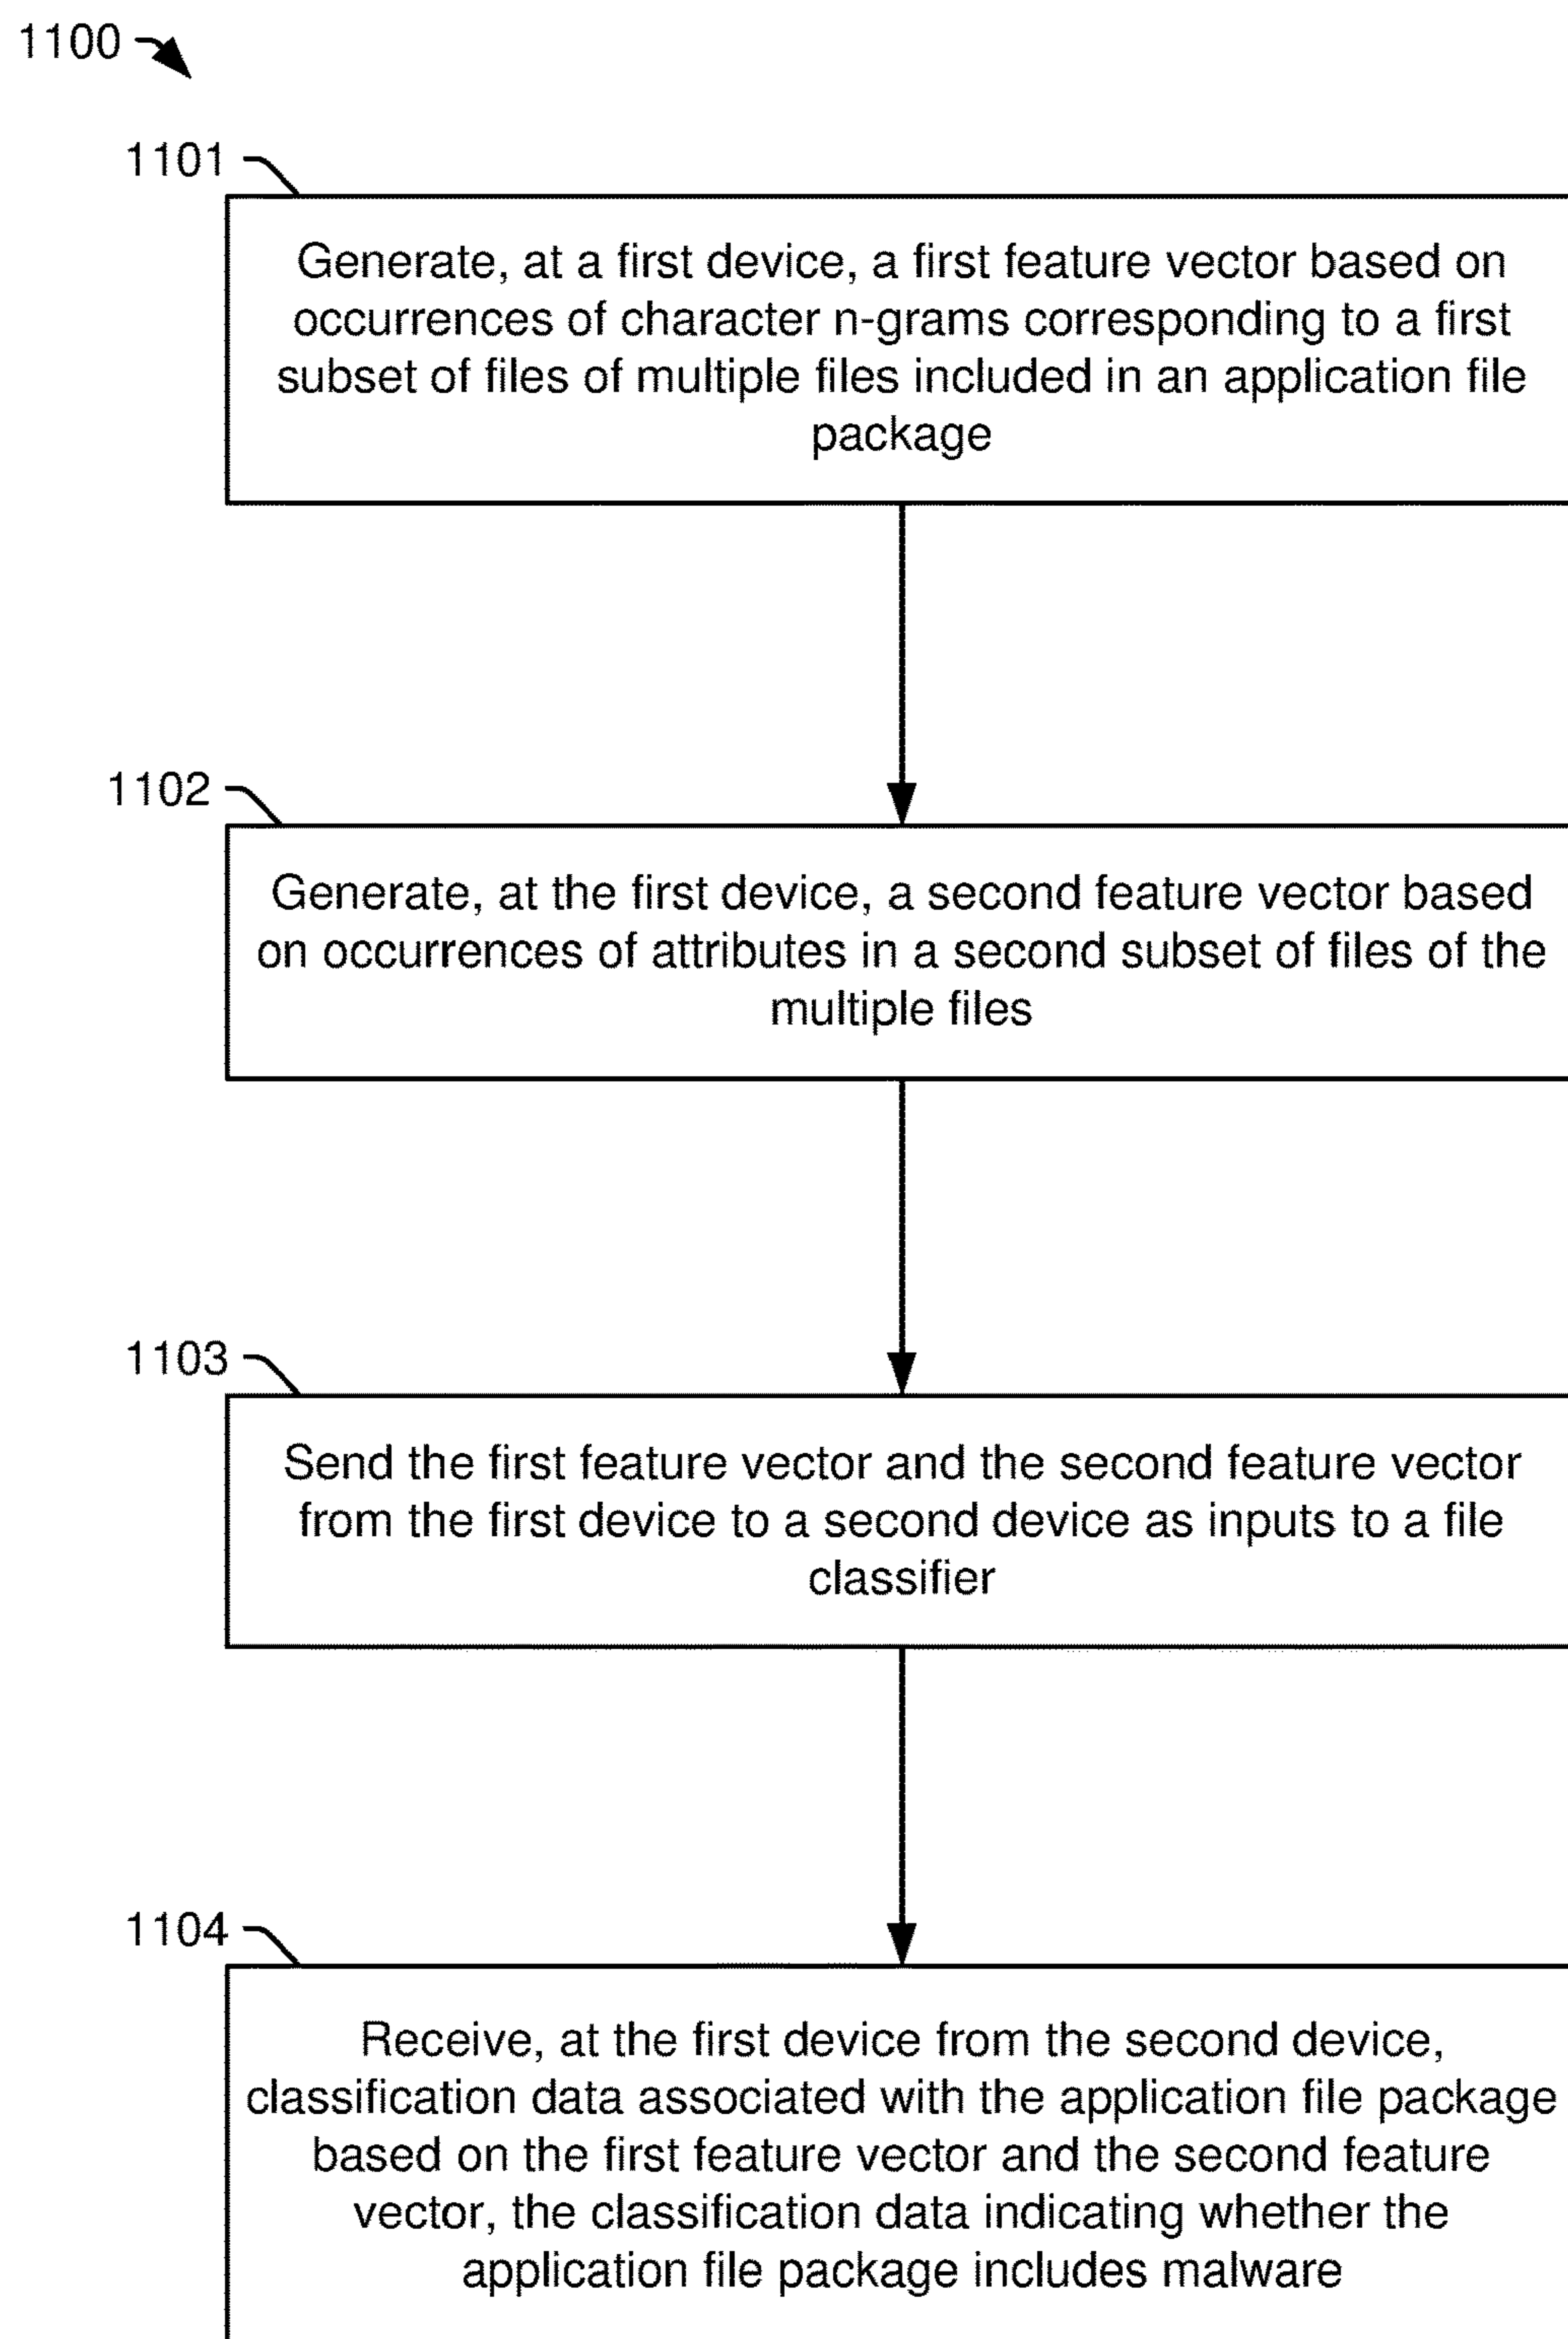 1100
1101
Generate, at a first device, a first feature vector based on
occurrences of character n-grams corresponding to a first
subset of files of multiple files included in an application file
package
1102
Generate, at the first device, a second feature vector based
on occurrences of attributes in a second subset of files of the
multiple files
1103
Send the first feature vector and the second feature vector
from the first device to a second device as inputs to a file
classifier
1104
Receive, at the first device from the second device,
classification data associated with the application file package
based on the first feature vector and the second feature
vector, the classification data indicating whether the
application file package includes malware